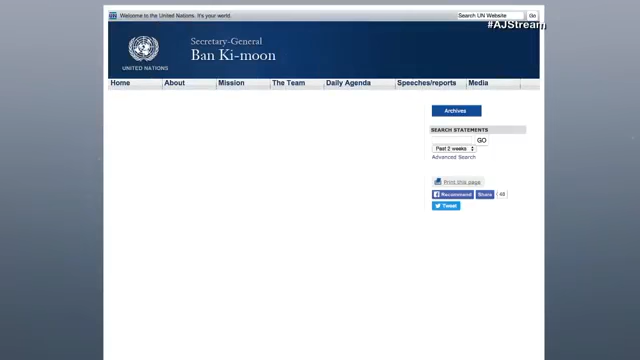 Welcome to the United Nations. It's your world.
Search UN Website
Go
#AJStream
UNITED NATIONS
Secretary-General
Ban Ki-moon
Home
About
Mission
The Team
Daily Agenda
Speeches/reports
Media
Archives
SEARCH STATEMENTS
GO
Past 2 weeks
Advanced Search
Print this page
Recommend
Share
48
Tweet